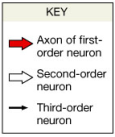 KEY
Axon of first-
order neuron
Second-order
neuron
Third-order
neuron